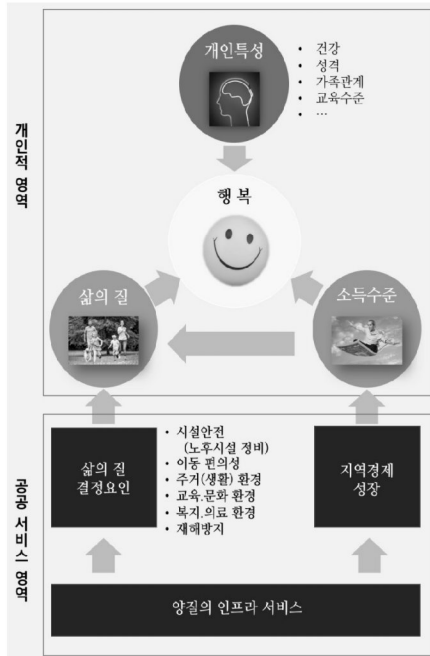 개인적 영역
개인특성
• 건강
• 성격
• 가족관계
• 교육수준
• …
행복
삶의 질
소득수준
공공 서비스 영역
삶의 질
결정요인
• 시설안전
(노후시설 정비)
• 이동 편의성
• 주거(생활) 환경
• 교육.문화 환경
• 복지.의료 환경
• 재해방지
지역경제
성장
양질의 인프라 서비스